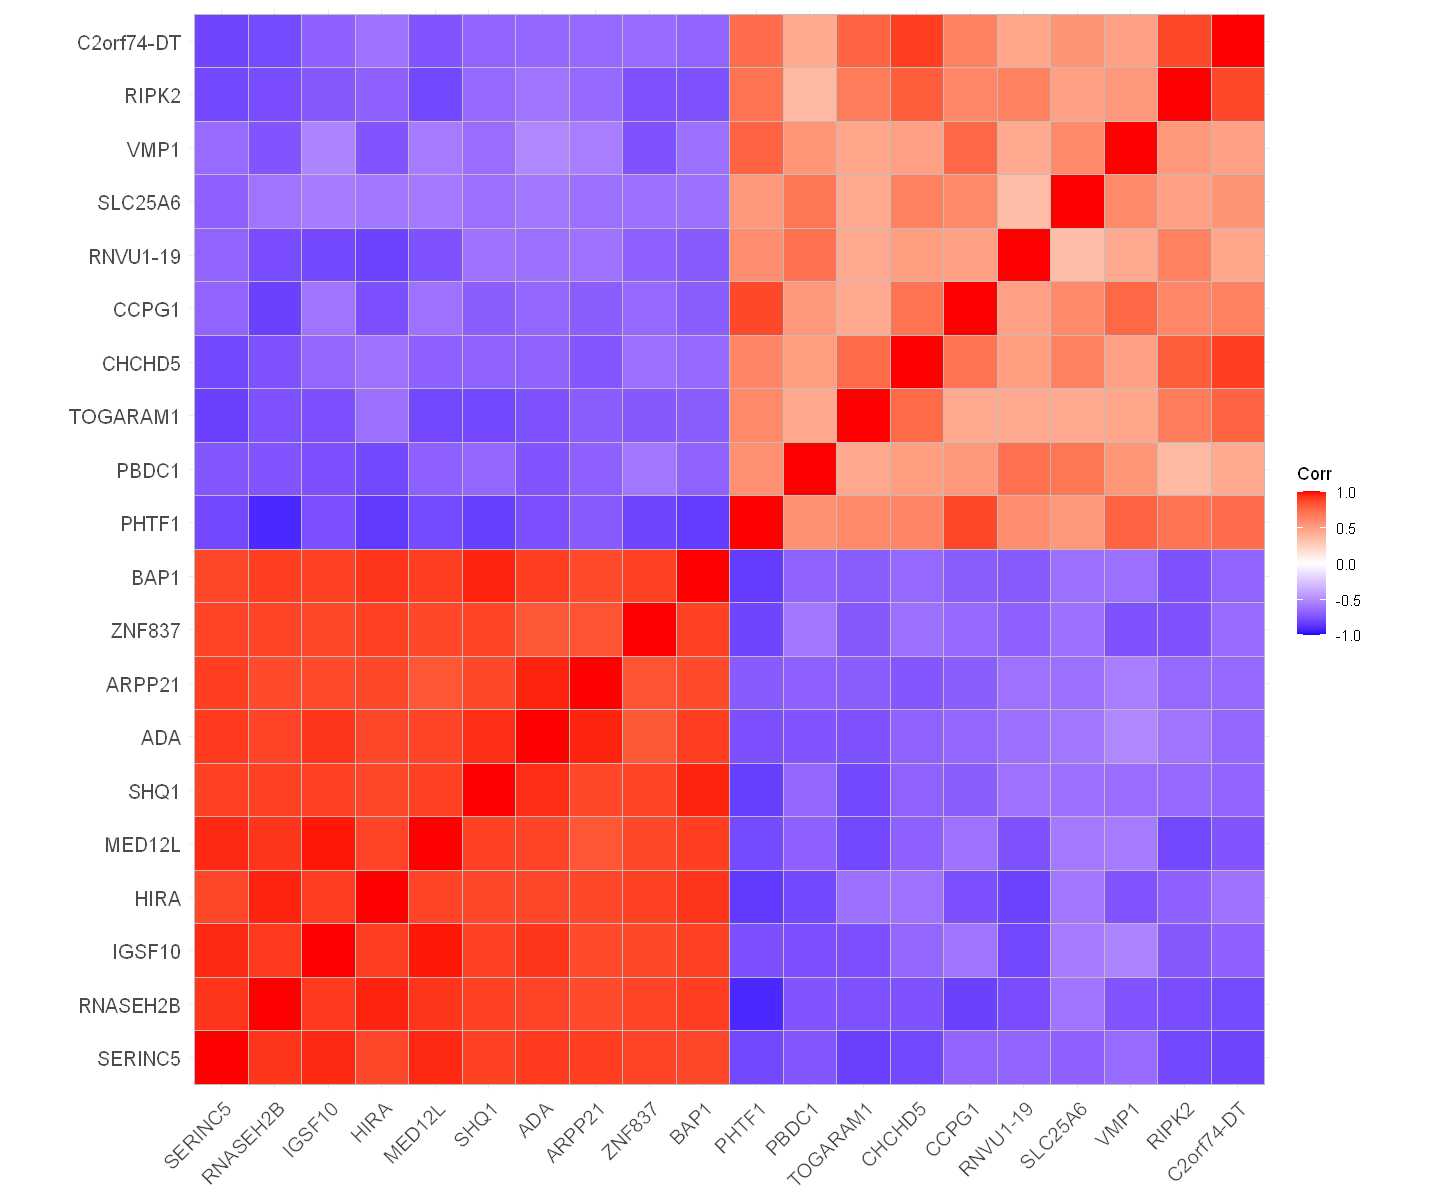 C2orf74-DT
RIPK2
VMP1
SLC25A6
RNVU1-19
CCPG1
CHCHD5
TOGARAM1
PBDC1
PHTF1
BAP1
ZNF837
ARPP21
ADA
SHQ1
MED12L
HIRA
IGSF10
RNASEH2B
SERINC5
SERINC5
RNASEH2B
IGSF10
HIRA
MED12L
SHQ1
ADA
ARPP21
ZNF837
BAP1
PHTF1
PBDC1
TOGARAM1
CHCHD5
CCPG1
RNVU1-19
SLC25A6
VMP1
RIPK2
C2orf74-DT
Corr
1.0
0.5
0.0
-0.5
-1.0